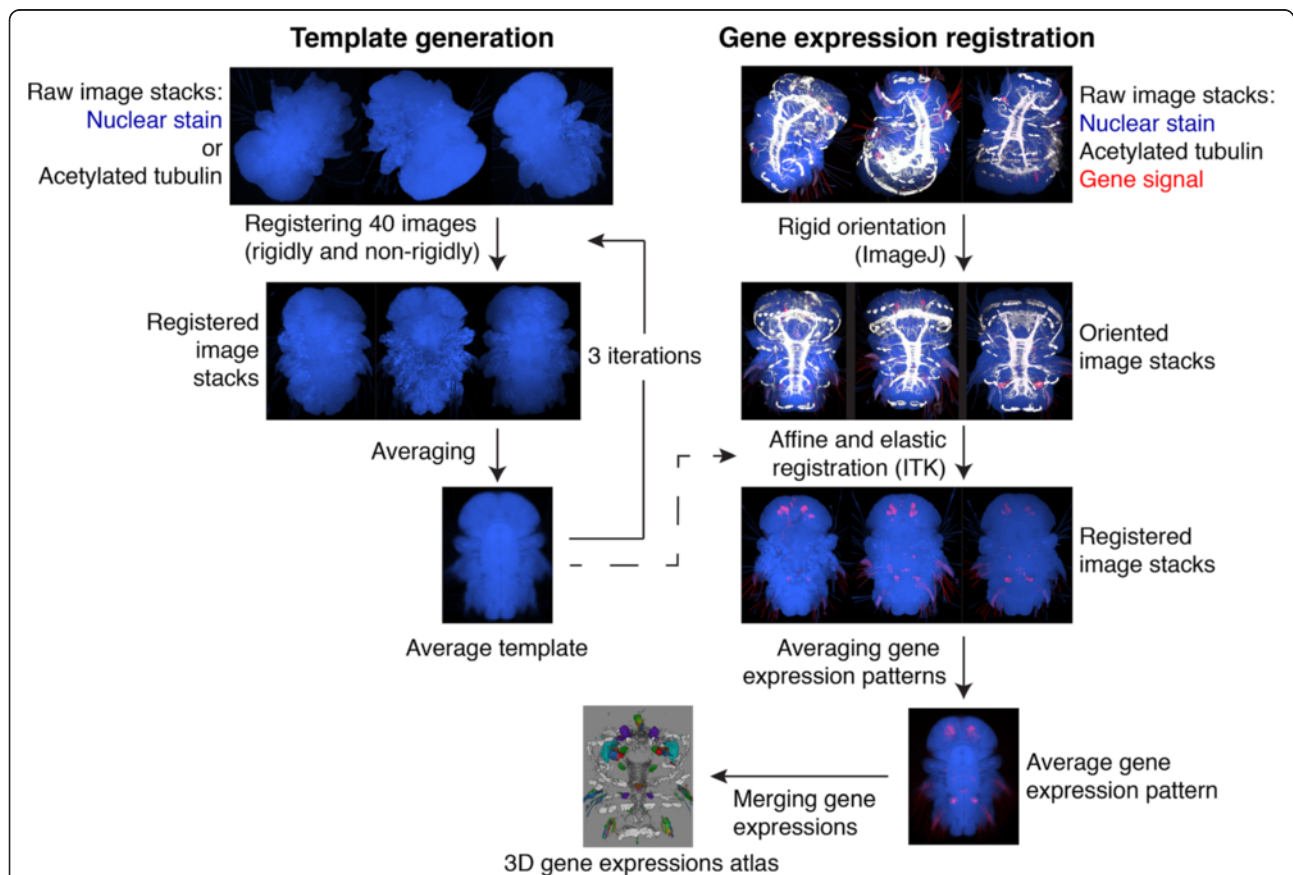 Template generation
Raw image stacks:
Nuclear stain
or
Acetylated tubulin
Registering 40 images
(rigidly and non-rigidly)
Registered
image
stacks
3 iterations
Averaging
Average template
Gene expression registration
Raw image stacks:
Nuclear stain
Acetylated tubulin
Gene signal
Rigid orientation
(ImageJ)
Oriented
image stacks
Affine and elastic
registration (ITK)
Registered
image stacks
Averaging gene
expression patterns
Average gene
expression pattern
Merging gene
expressions
3D gene expressions atlas